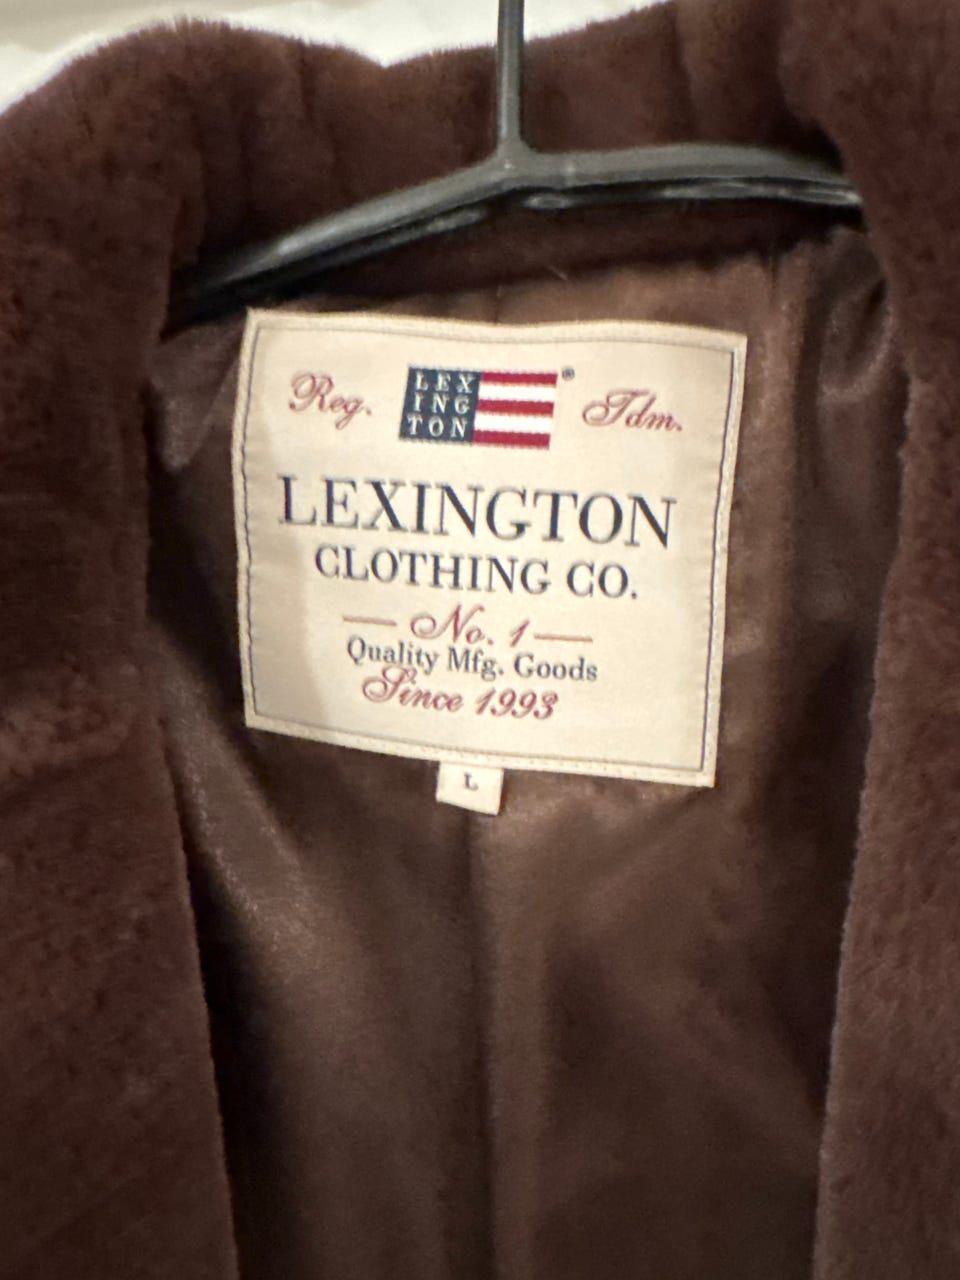 Reg.
LEX
ING
TON
®
Tdm.
LEXINGTON
CLOTHING CO.
No. 1
Quality Mfg. Goods
Since 1993
L